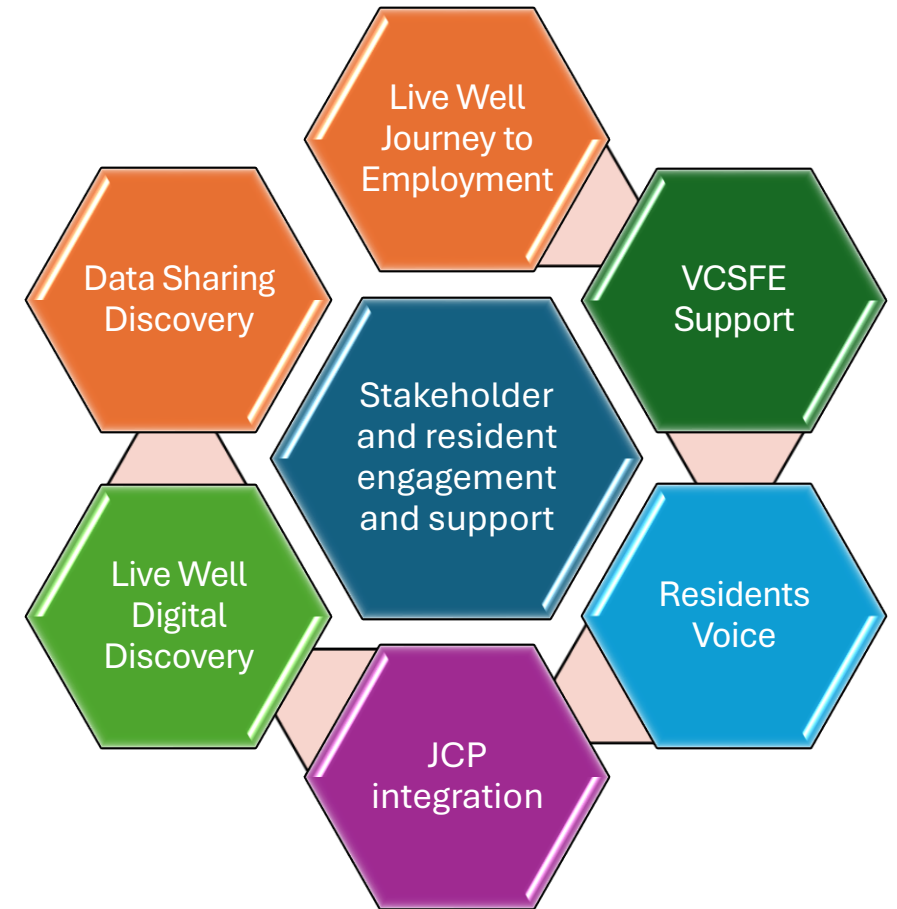 Live Well
Journey to
Employment
VCSFE
Support
Residents
Voice
JCP
integration
Live Well
Digital
Discovery
Data Sharing
Discovery
Stakeholder
and resident
engagement
and support